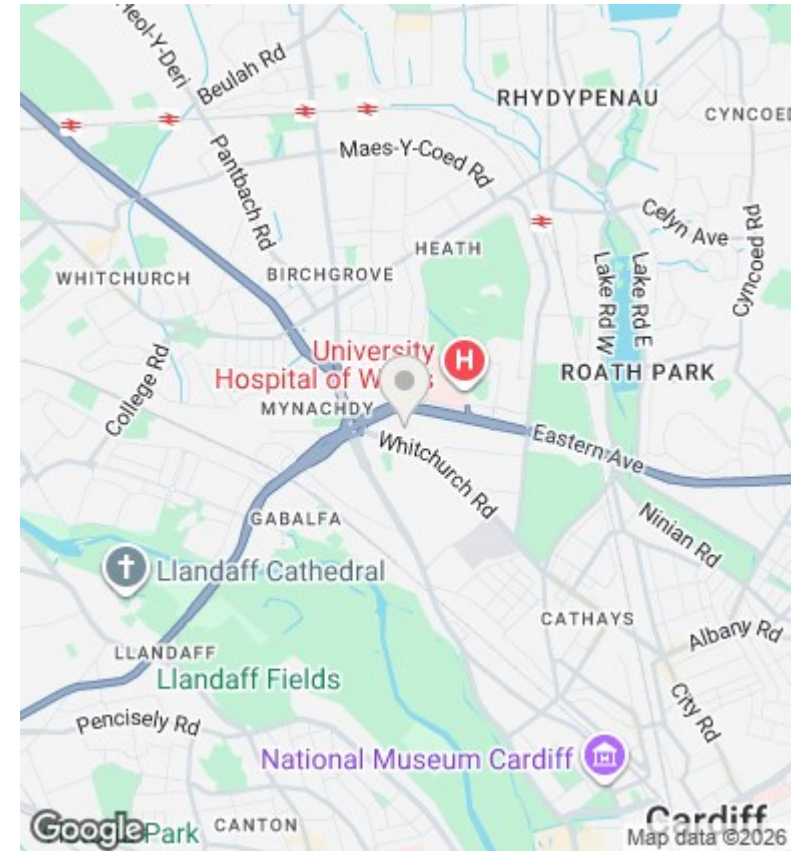 Heol-Y-Deri
Beulah Rd
RHYDYPENAU
CYNCOED
Pantbach Rd
Maes-Y-Coed Rd
Celyn Ave
Cyncoed Rd
HEATH
WHITCHURCH
BIRCHGROVE
Lake Rd W
Lake Rd E
College Rd
University
Hospital of W s
H
ROATH PARK
MYNACHDY
Whitchurch Rd
Eastern Ave
GABALFA
Ninian Rd
Llandaff Cathedral
CATHAYS
Albany Rd
LLANDAFF
Llandaff Fields
City Rd
Pencisely Rd
National Museum Cardiff
Cardiff
Google
Park
CANTON
Map data ©2026